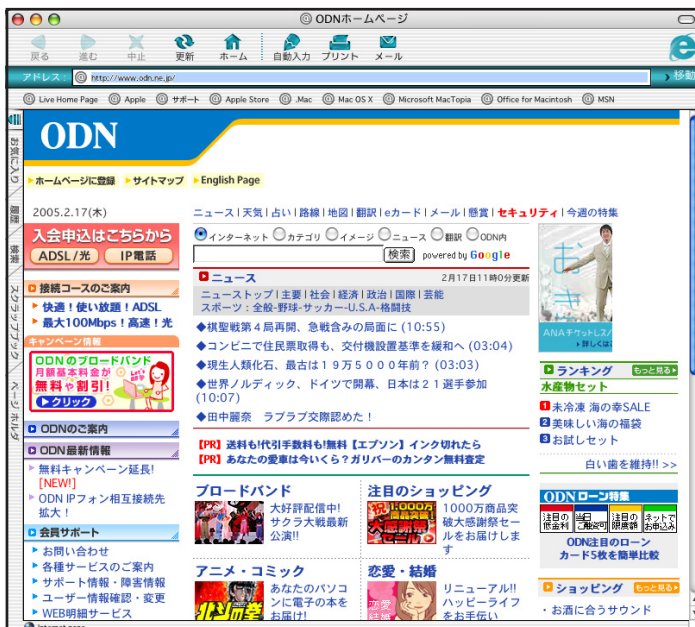 ODNホームページ
戻る 進む 中止 更新 ホーム 自動入力 プリント メール
アドレス: http://www.odn.ne.jp/ 移動
Live Home Page Apple サポート Apple Store .Mac Mac OS X Microsoft MacTopia Office for Macintosh MSN
お気に入り
履歴
検索
スクラップブック
ページ ホルダ
ODN
ホームページに登録 サイトマップ English Page
2005.2.17(木)
ニュース|天気|占い|路線|地図|翻訳|eカード|メール|懸賞|セキュリティ|今週の特集
入会申込はこちらから
ADSL/光 IP電話
接続コースのご案内
快適!使い放題!ADSL
最大100Mbps!高速!光
キャンペーン情報
ODNのブロードバンド
月額基本料金が
無料や割引!
クリック
ODNのご案内
ODN最新情報
無料キャンペーン延長!
[NEW!]
ODN IPフォン相互接続先
拡大!
会員サポート
お問い合わせ
各種サービスのご案内
サポート情報・障害情報
ユーザー情報確認・変更
WEB明細サービス
インターネット カテゴリ イメージ ニュース 翻訳 ODN内
検索 powered by Google
ニュース 2月17日11時0分更新
ニューストップ|主要|社会|経済|政治|国際|芸能
スポーツ:全般-野球-サッカー-U.S.A-格闘技
◆棋聖戦第4局再開、急戦含みの局面に (10:55)
◆コンビニで住民票取得も、交付機設置基準を緩和へ (03:04)
◆現生人類化石、最古は19万5000年前? (03:03)
◆世界ノルディック、ドイツで開幕、日本は21選手参加
(10:07)
◆田中麗奈 ラブラブ交際認めた!
【PR】送料も!代引手数料も!無料【エプソン】インク切れたら
【PR】あなたの愛車は今いくら?ガリバーのカンタン無料査定
ブロードバンド
大好評配信中!
サクラ大戦最新
公演!!
注目のショッピング
1,000万商品
突破!
大感謝祭
セール
1000万商品突
破大感謝祭セー
ルをお届けしま
す
アニメ・コミック
北斗の拳
あなたのパソコ
ンに電子の本を
お届け!
恋愛・結婚
恋愛
結婚
リニューアル!!
ハッピーライフ
をお手伝い
おき
ANAチケットレス/
詳しくは
ランキング もっと見る
水産物セット
1 未冷凍 海の幸SALE
2 美味しい海の福袋
3 お試しセット
白い歯を維持!! >>
ODN ローン特集
注目の
低金利
当日
ご融資可
注目の
限度額
ネットで
お申込み
ODN注目のローン
カード5枚を簡単比較
ショッピング もっと見る
・お酒に合うサウンド